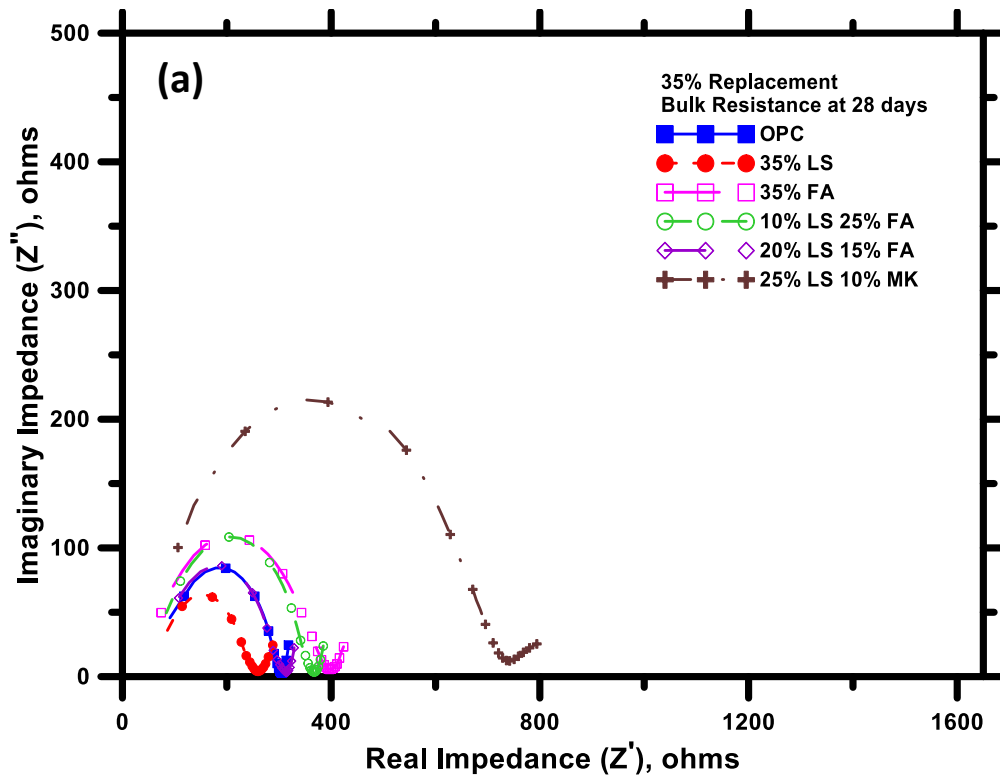 (a)
35% Replacement
Bulk Resistance at 28 days
OPC
35% LS
35% FA
10% LS 25% FA
20% LS 15% FA
25% LS 10% MK
Imaginary Impedance (Z"), ohms
500
400
300
200
100
0
0 400 800 1200 1600
Real Impedance (Z'), ohms